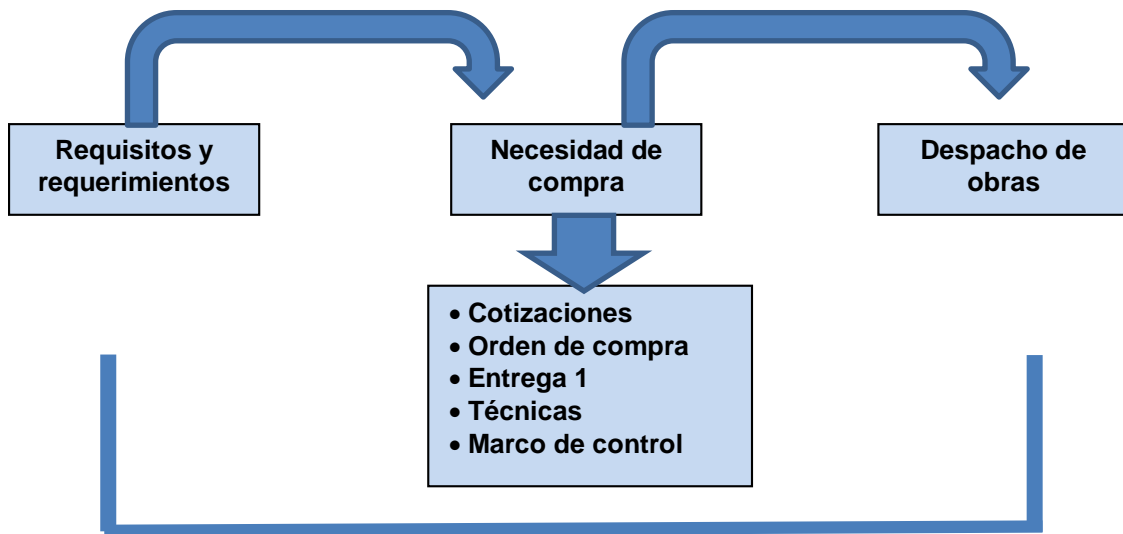 Requisitos y
requerimientos
Necesidad de
compra
Despacho de
obras
• Cotizaciones
• Orden de compra
• Entrega 1
• Técnicas
• Marco de control